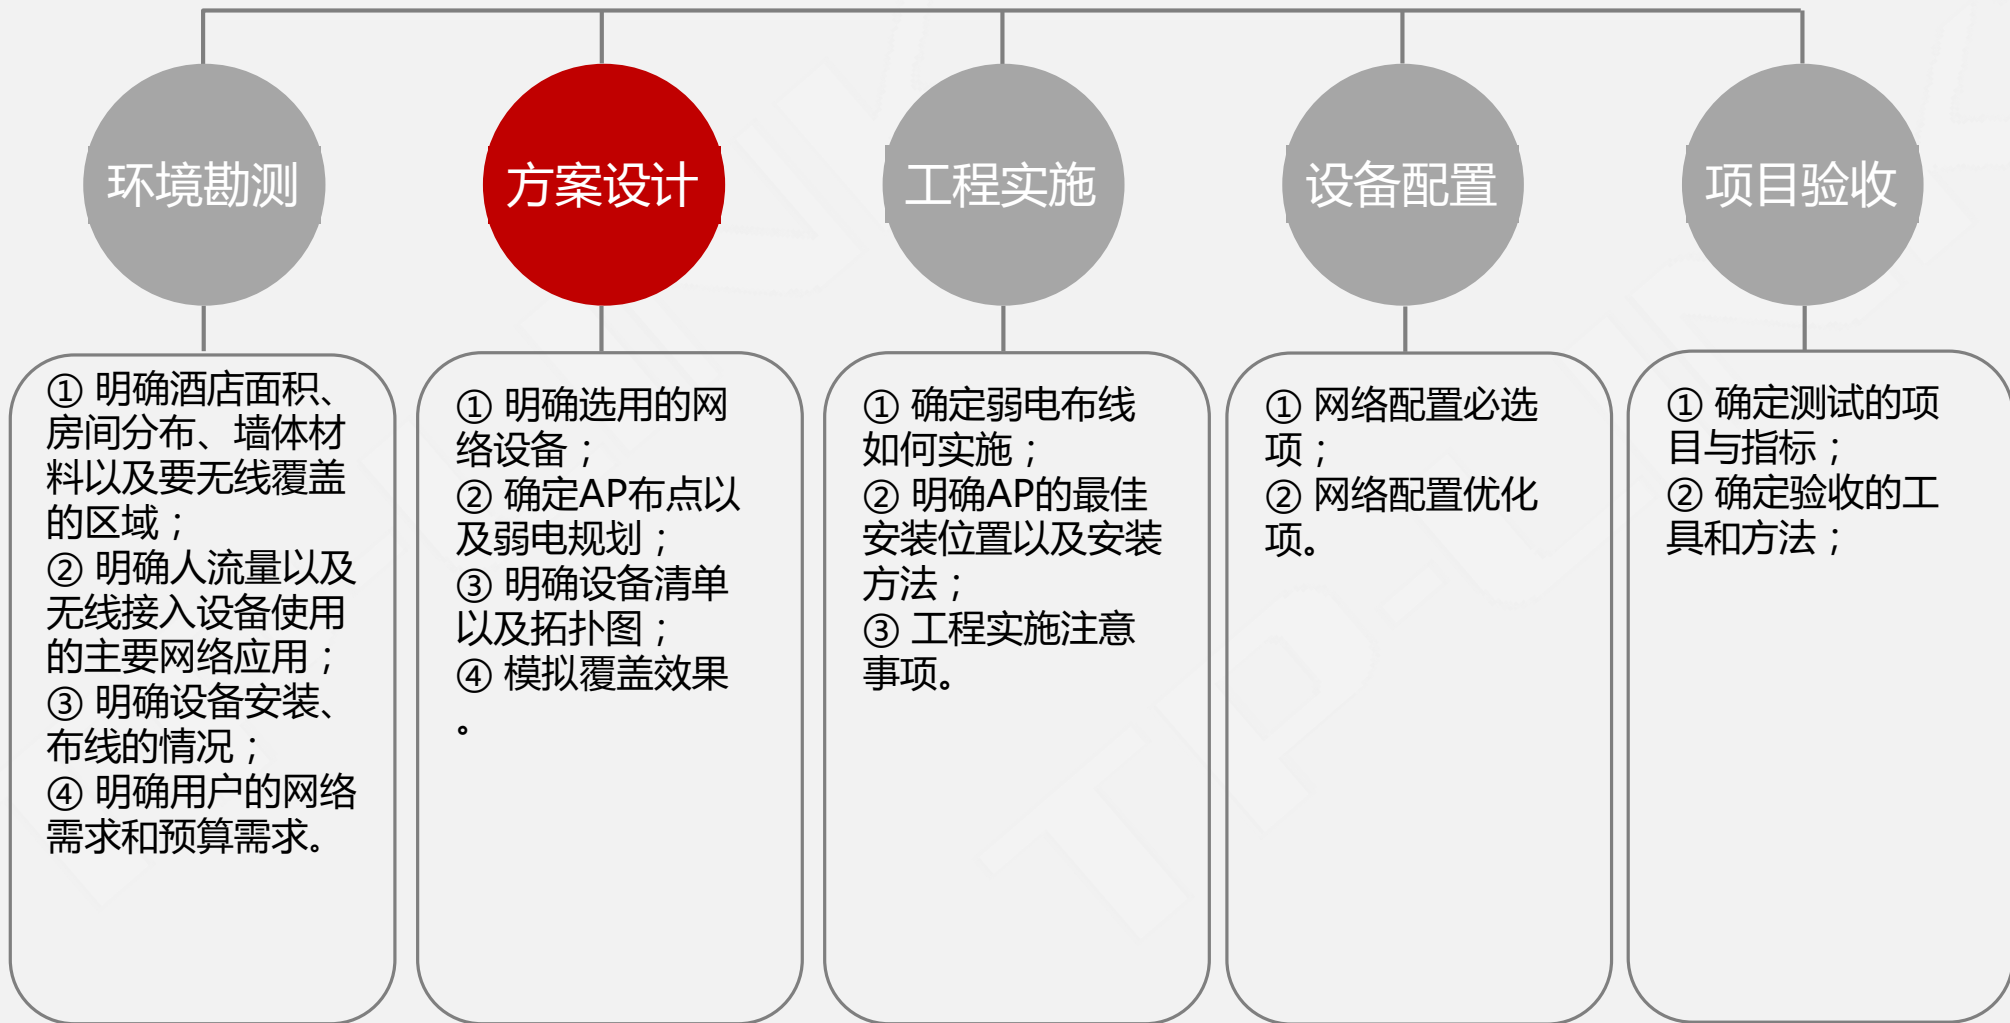 环境勘测
方案设计
工程实施
设备配置
项目验收
① 明确酒店面积、
房间分布、墙体材
料以及要无线覆盖
的区域；
② 明确人流量以及
无线接入设备使用
的主要网络应用；
③ 明确设备安装、
布线的情况；
④ 明确用户的网络
需求和预算需求。
① 明确选用的网
络设备；
② 确定AP布点以
及弱电规划；
③ 明确设备清单
以及拓扑图；
④ 模拟覆盖效果
。
① 确定弱电布线
如何实施；
② 明确AP的最佳
安装位置以及安装
方法；
③ 工程实施注意
事项。
① 网络配置必选
项；
② 网络配置优化
项。
① 确定测试的项
目与指标；
② 确定验收的工
具和方法；
TP-LINK